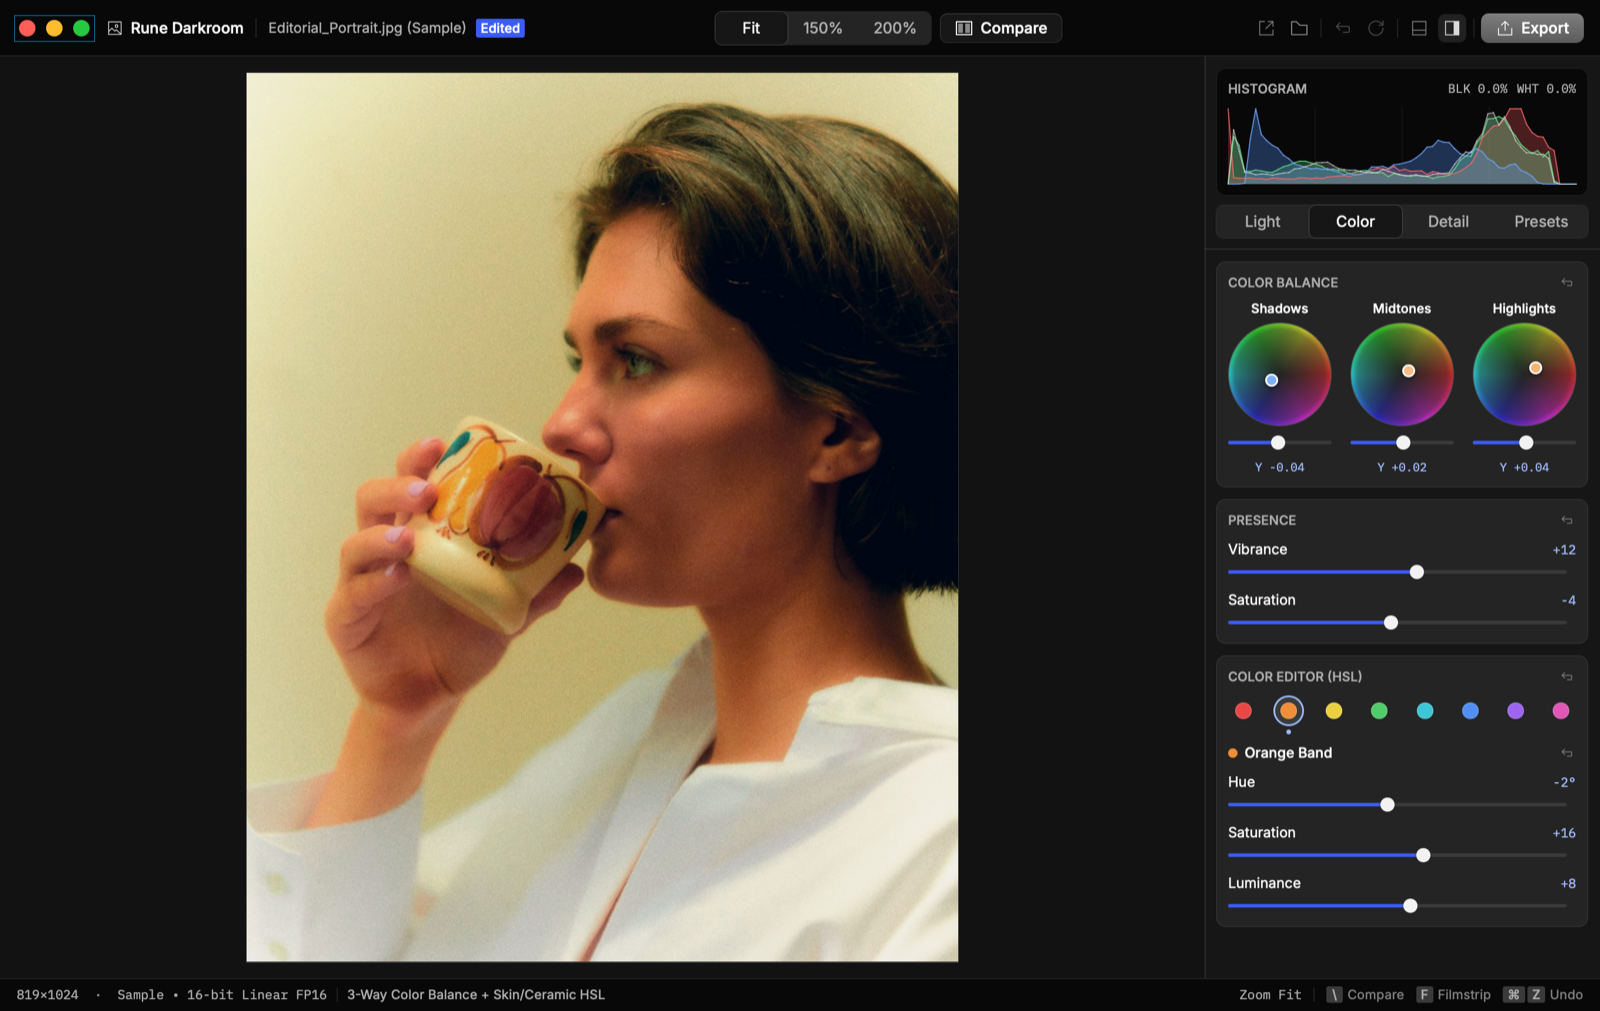 Rune Darkroom Editorial_Portrait.jpg (Sample) Edited Fit 150% 200% Compare Export
HISTOGRAM BLK 0.0% WHT 0.0%
Light Color Detail Presets
COLOR BALANCE
Shadows Midtones Highlights
Y -0.04 Y +0.02 Y +0.04
PRESENCE
Vibrance +12
Saturation -4
COLOR EDITOR (HSL)
Orange Band
Hue -2°
Saturation +16
Luminance +8
819×1024 · Sample • 16-bit Linear FP16 3-Way Color Balance + Skin/Ceramic HSL Zoom Fit \ Compare F Filmstrip ⌘ Z Undo